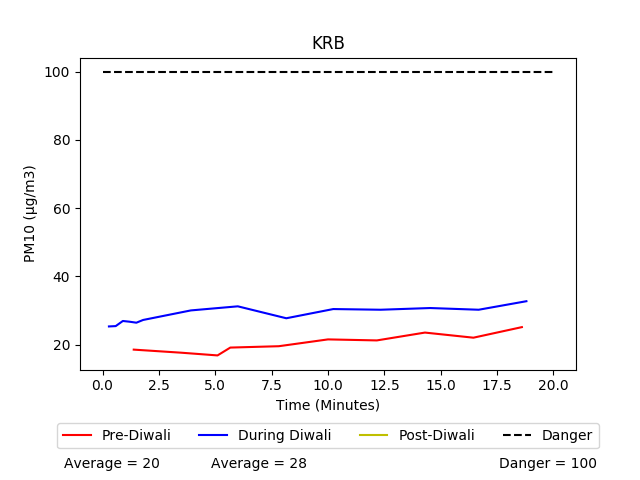 KRB
100
80
60
40
20
PM10 (µg/m3)
0.0 2.5 5.0 7.5 10.0 12.5 15.0 17.5 20.0
Time (Minutes)
Pre-Diwali During Diwali Post-Diwali Danger
Average = 20 Average = 28 Danger = 100